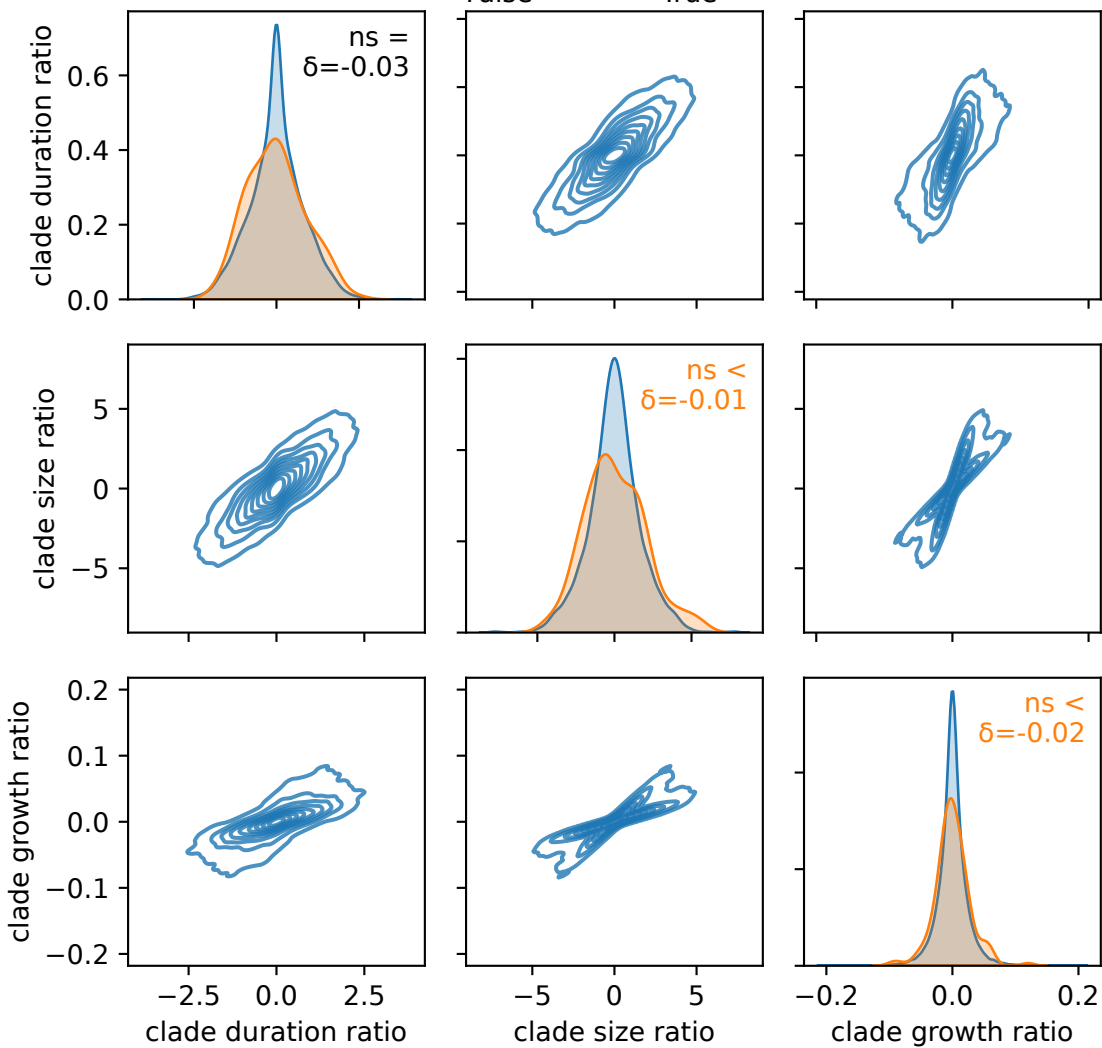 ns =
δ=-0.03
clade duration ratio
0.6
0.4
0.2
0.0
ns <
δ=-0.01
clade size ratio
5
0
−5
ns <
δ=-0.02
clade growth ratio
0.2
0.1
0.0
−0.1
−0.2
−2.5 0.0 2.5
−5 0 5
−0.2 0.0 0.2
clade duration ratio
clade size ratio
clade growth ratio